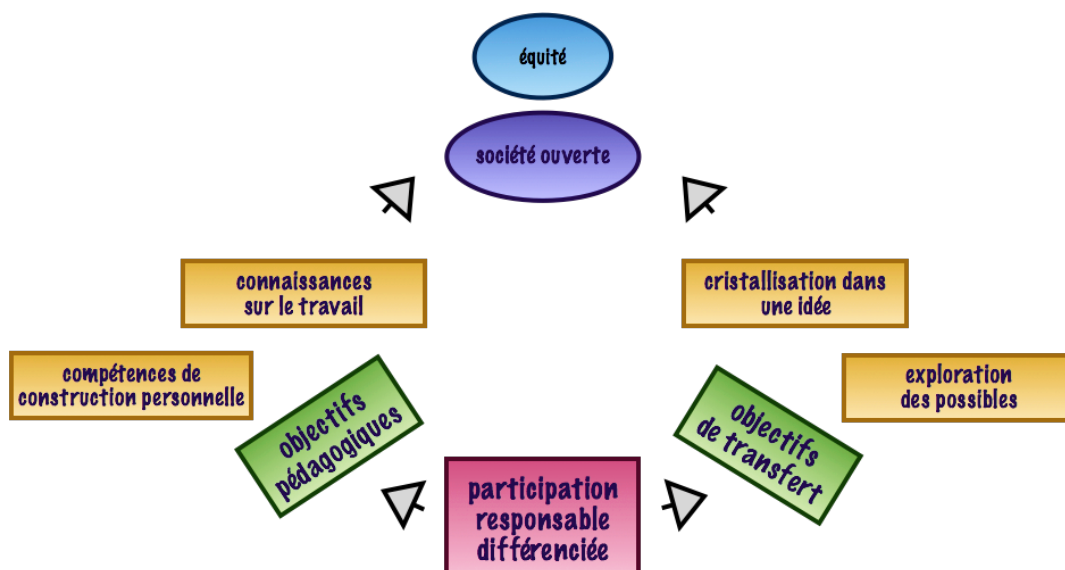 équité
société ouverte
connaissances
sur le travail
cristallisation dans
une idée
compétences de
construction personnelle
exploration
des possibles
objectifs
pédagogiques
objectifs
de transfert
participation
responsable
différenciée